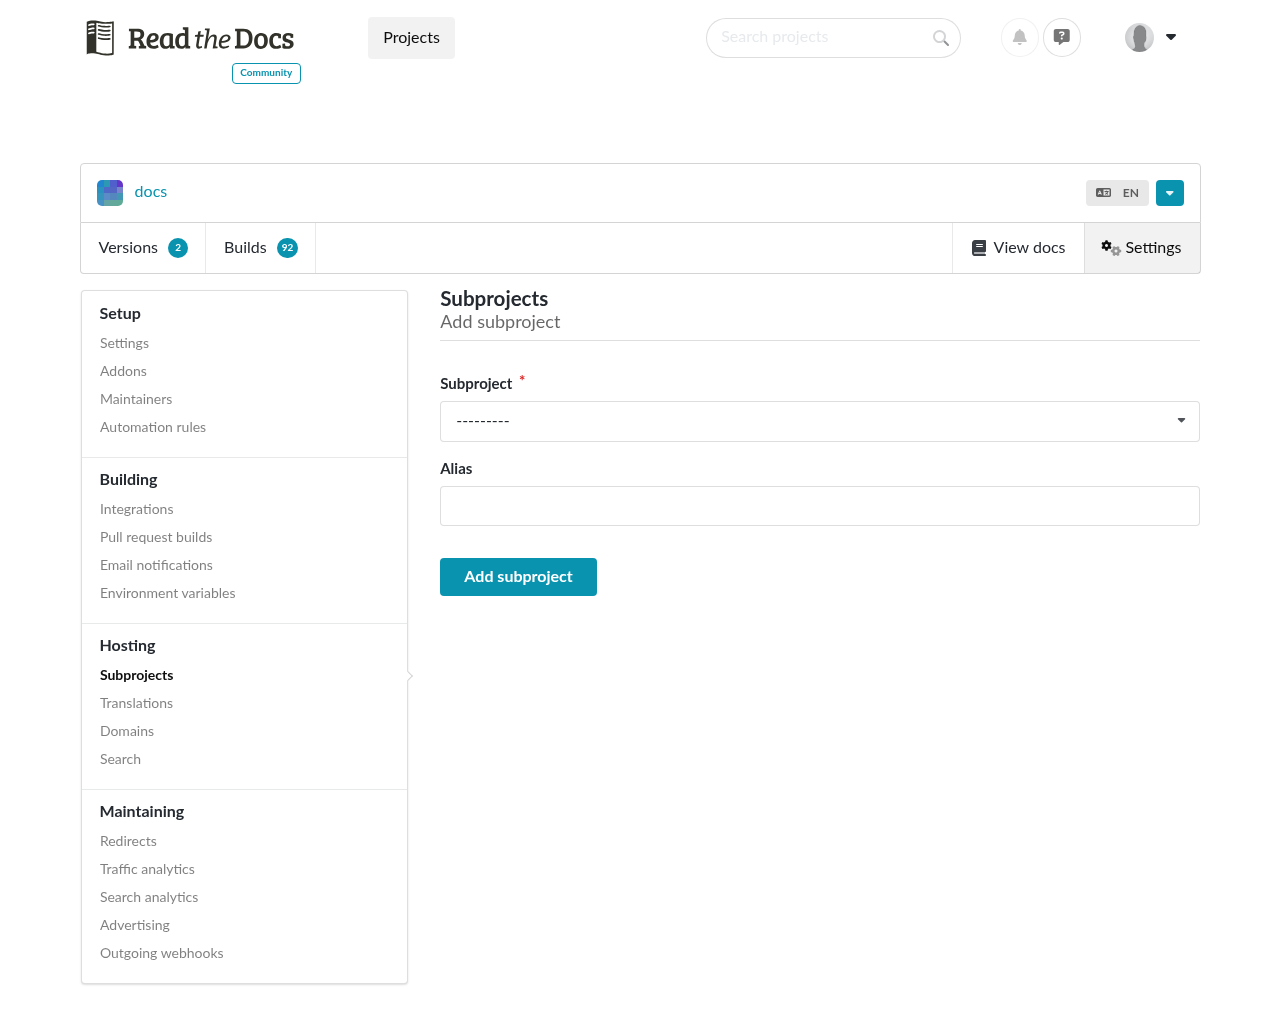 Read the Docs
Community
Projects
Search projects
docs
EN
Versions 2
Builds 92
View docs
Settings
Setup
Settings
Addons
Maintainers
Automation rules
Building
Integrations
Pull request builds
Email notifications
Environment variables
Hosting
Subprojects
Translations
Domains
Search
Maintaining
Redirects
Traffic analytics
Search analytics
Advertising
Outgoing webhooks
Subprojects
Add subproject
Subproject *
---------
Alias
Add subproject